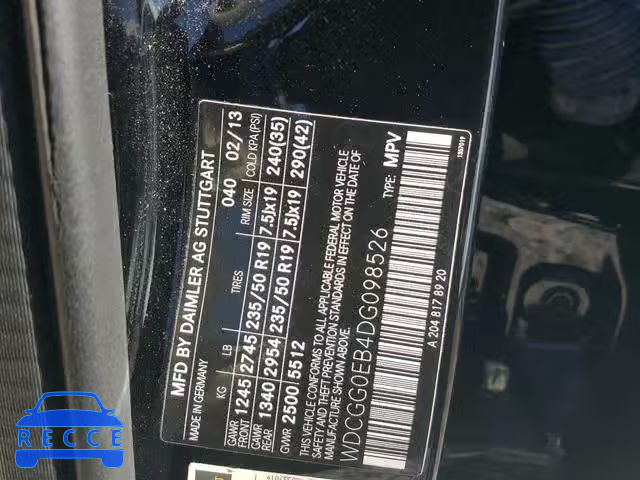 MFD BY DAIMLER AG STUTTGART
MADE IN GERMANY
040 02/13
KG LB TIRES RIM SIZE COLD KPA (PSI)
GAWR FRONT 1245 2745 235/50 R19 7.5Jx19 240(35)
GAWR REAR 1340 2954 235/50 R19 7.5Jx19 290(42)
GVWR 2500 5512
THIS VEHICLE CONFORMS TO ALL APPLICABLE FEDERAL MOTOR VEHICLE
SAFETY AND THEFT PREVENTION STANDARDS IN EFFECT ON THE DATE OF
MANUFACTURE SHOWN ABOVE.
WDCGG0EB4DG098526 TYPE: MPV
A 204 817 89 20
RECCE